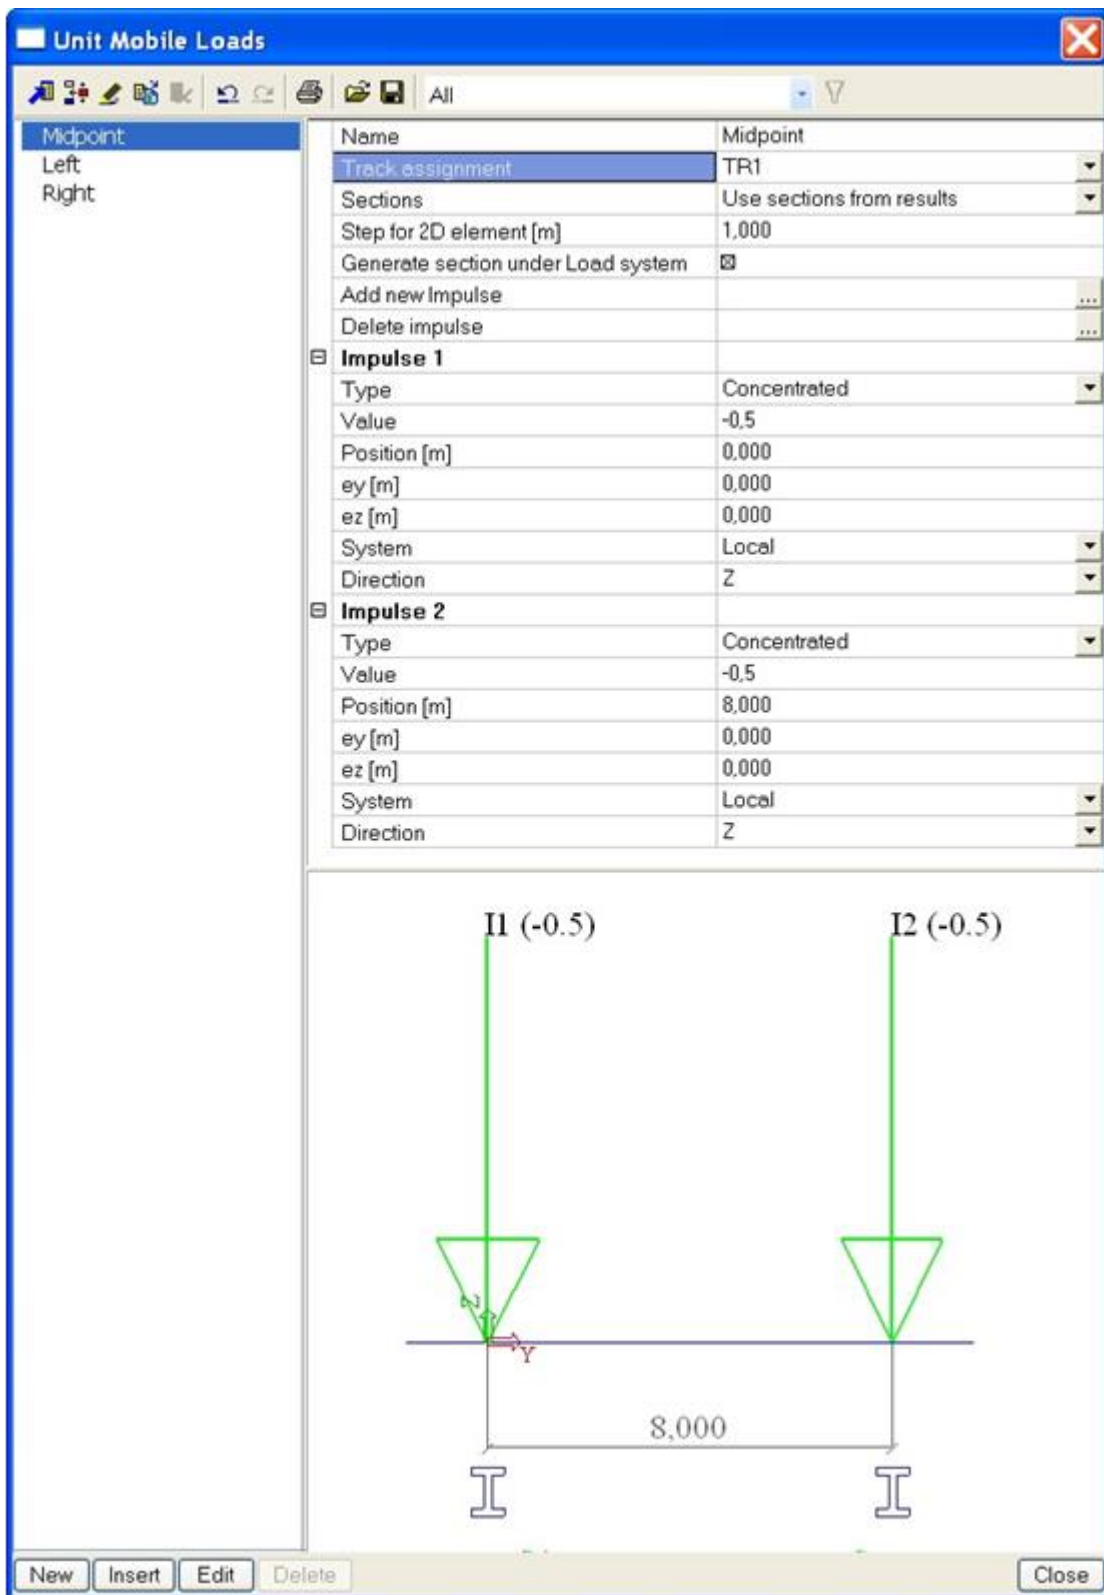 Unit Mobile Loads
All
Midpoint
Left
Right
Name Midpoint
Track assignment TR1
Sections Use sections from results
Step for 2D element [m] 1,000
Generate section under Load system
Add new Impulse ...
Delete impulse ...
Impulse 1
Type Concentrated
Value -0,5
Position [m] 0,000
ey [m] 0,000
ez [m] 0,000
System Local
Direction Z
Impulse 2
Type Concentrated
Value -0,5
Position [m] 8,000
ey [m] 0,000
ez [m] 0,000
System Local
Direction Z
I1 (-0.5) I2 (-0.5)
Z
Y
8,000
New Insert Edit Delete Close